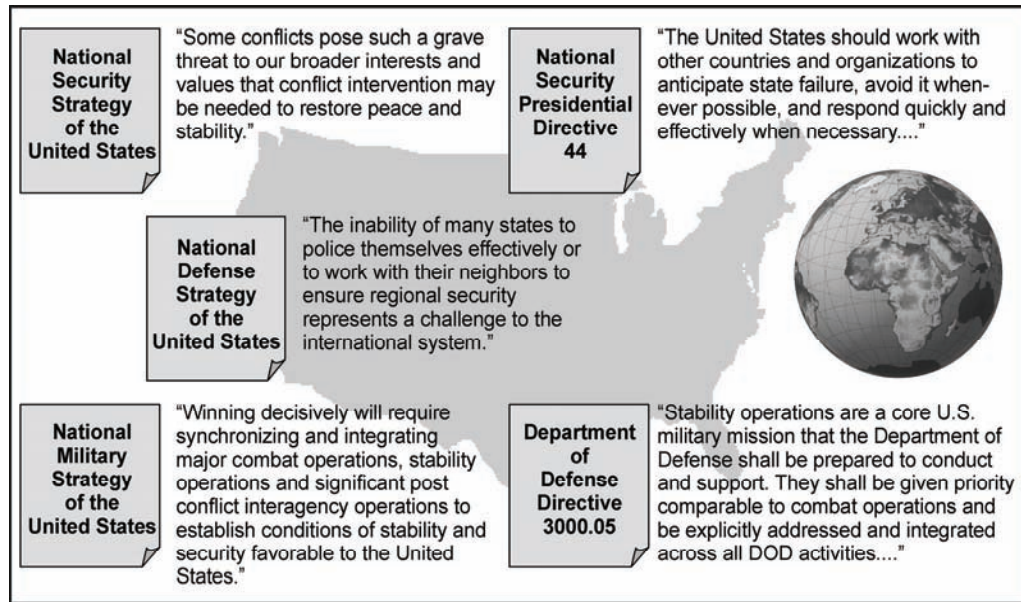 National
Security
Strategy
of the
United States
“Some conflicts pose such a grave
threat to our broader interests and
values that conflict intervention may
be needed to restore peace and
stability.”
National
Security
Presidential
Directive
44
“The United States should work with
other countries and organizations to
anticipate state failure, avoid it when-
ever possible, and respond quickly and
effectively when necessary....”
National
Defense
Strategy
of the
United States
“The inability of many states to
police themselves effectively or
to work with their neighbors to
ensure regional security
represents a challenge to the
international system.”
National
Military
Strategy
of the
United States
“Winning decisively will require
synchronizing and integrating
major combat operations, stability
operations and significant post
conflict interagency operations to
establish conditions of stability and
security favorable to the United
States.”
Department
of
Defense
Directive
3000.05
“Stability operations are a core U.S.
military mission that the Department of
Defense shall be prepared to conduct
and support. They shall be given priority
comparable to combat operations and
be explicitly addressed and integrated
across all DOD activities....”